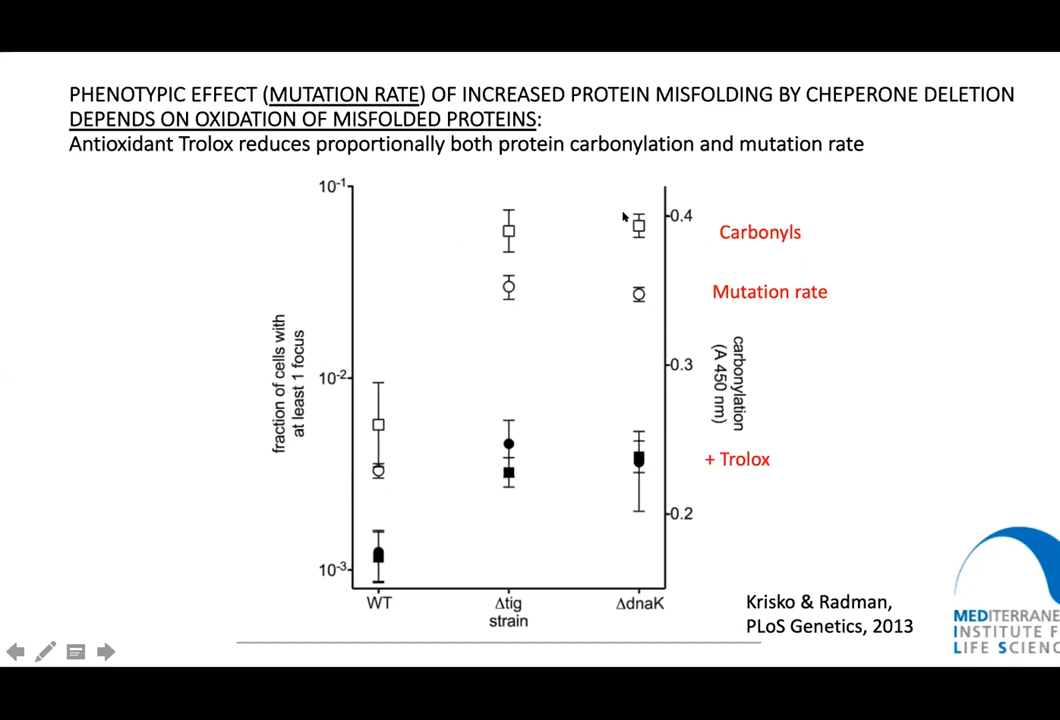 PHENOTYPIC EFFECT (MUTATION RATE) OF INCREASED PROTEIN MISFOLDING BY CHEPERONE DELETION
DEPENDS ON OXIDATION OF MISFOLDED PROTEINS:
Antioxidant Trolox reduces proportionally both protein carbonylation and mutation rate
10-1
0.4
Carbonyls
Mutation rate
fraction of cells with
at least 1 focus
10-2
0.3
carbonylation
(A 450 nm)
+ Trolox
0.2
10-3
WT
Δtig
ΔdnaK
strain
Krisko & Radman,
PLoS Genetics, 2013
MEDITERRANE
INSTITUTE F
LIFE SCIENC